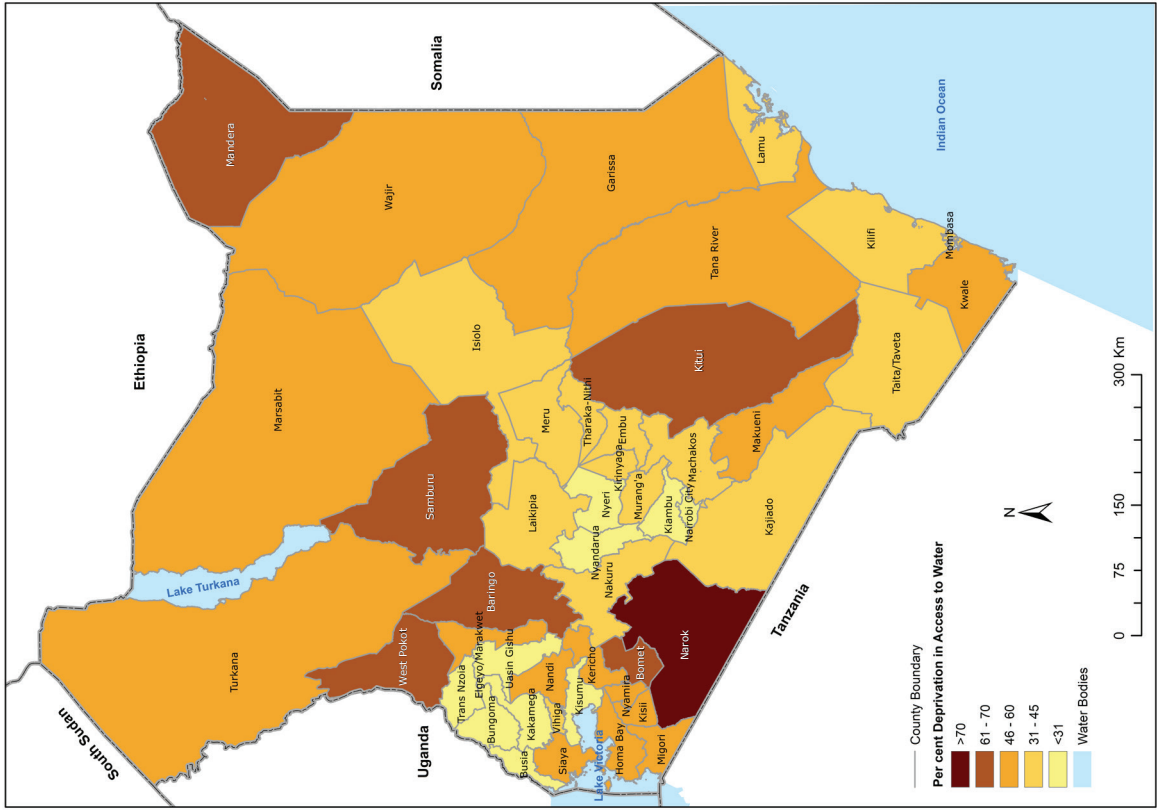 South Sudan
Ethiopia
Somalia
Uganda
Tanzania
Lake Turkana
Lake Victoria
Indian Ocean
Turkana
Marsabit
Mandera
Wajir
West Pokot
Samburu
Isiolo
Garissa
Baringo
Laikipia
Meru
Tharaka-Nithi
Trans Nzoia
Elgeyo/Marakwet
Uasin Gishu
Bungoma
Kakamega
Busia
Nandi
Vihiga
Siaya
Kisumu
Kericho
Nyandarua
Nakuru
Nyeri
Kirinyaga
Embu
Murang'a
Kiambu
Nairobi City
Machakos
Kitui
Tana River
Lamu
Homa Bay
Nyamira
Kisii
Bomet
Migori
Narok
Kajiado
Makueni
Taita/Taveta
Kilifi
Mombasa
Kwale
N
0 75 150 300 Km
County Boundary
Per cent Deprivation in Access to Water
>70
61 - 70
46 - 60
31 - 45
<31
Water Bodies